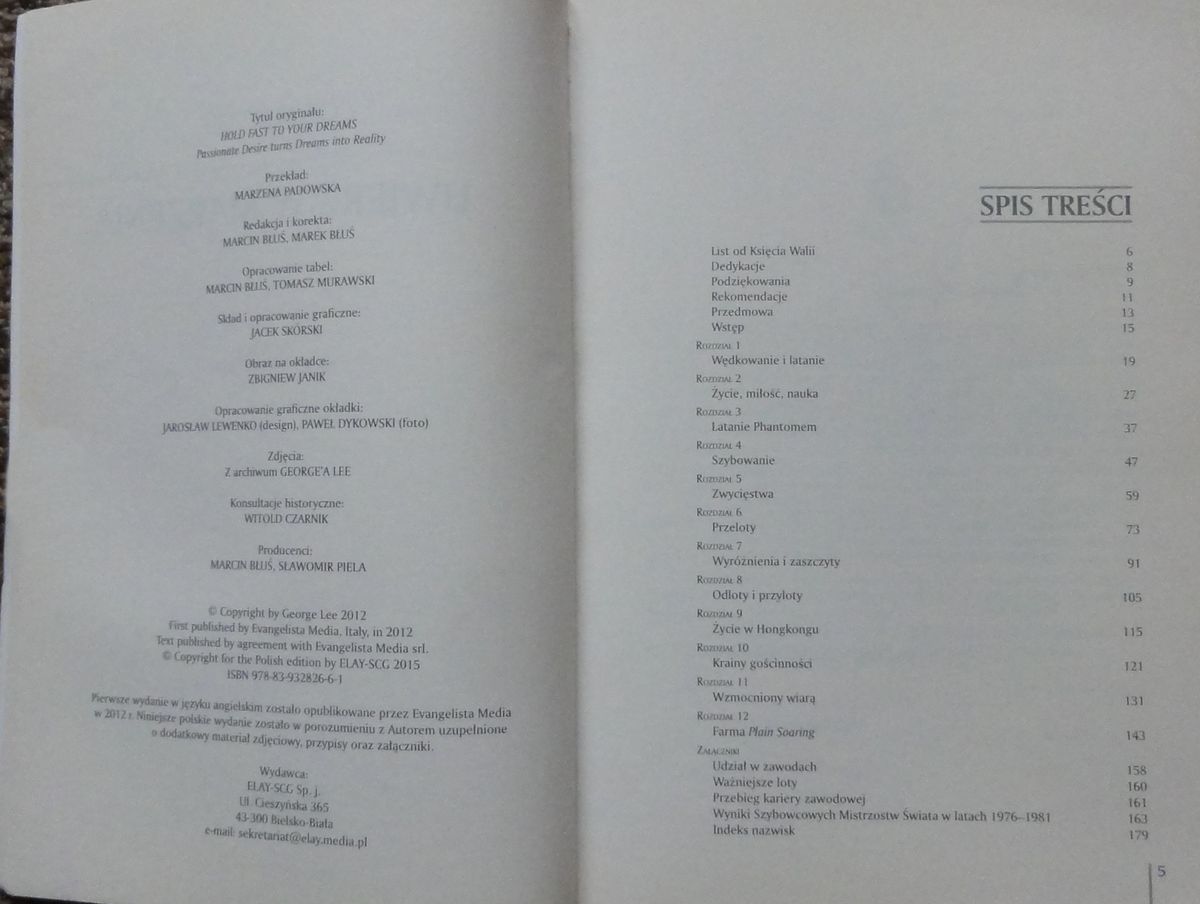 Tytuł oryginału:
HOLD FAST TO YOUR DREAMS
Passionate Desire turns Dreams into Reality
Przekład:
MARZENA PADOWSKA
Redakcja i korekta:
MARCIN BŁUŚ, MAREK BŁUŚ
Opracowanie tabel:
MARCIN BŁUŚ, TOMASZ MURAWSKI
Skład i opracowanie graficzne:
JACEK SKÓRSKI
Obraz na okładce:
ZBIGNIEW JANIK
Opracowanie graficzne okładki:
JAROSŁAW LEWENKO (design), PAWEŁ DYKOWSKI (foto)
Zdjęcia:
Z archiwum GEORGE'A LEE
Konsultacje historyczne:
WITOLD CZARNIK
Producenci:
MARCIN BŁUŚ, SŁAWOMIR PIELA
© Copyright by George Lee 2012
First published by Evangelista Media, Italy, in 2012
Text published by agreement with Evangelista Media srl.
© Copyright for the Polish edition by ELAY-SCG 2015
ISBN 978-83-932826-6-1
Pierwsze wydanie w języku angielskim zostało opublikowane przez Evangelista Media
w 2012 r. Niniejsze polskie wydanie zostało w porozumieniu z Autorem uzupełnione
o dodatkowy materiał zdjęciowy, przypisy oraz załączniki.
Wydawca:
ELAY-SCG Sp. j.
Ul. Cieszyńska 365
43-300 Bielsko-Biała
e-mail: sekretariat@elay.media.pl
SPIS TREŚCI
List od Księcia Walii 6
Dedykacje 8
Podziękowania 9
Rekomendacje 11
Przedmowa 13
Wstęp 15
Rozdział 1
Wędkowanie i latanie 19
Rozdział 2
Życie, miłość, nauka 27
Rozdział 3
Latanie Phantomem 37
Rozdział 4
Szybowanie 47
Rozdział 5
Zwycięstwa 59
Rozdział 6
Przeloty 73
Rozdział 7
Wyróżnienia i zaszczyty 91
Rozdział 8
Odloty i przyloty 105
Rozdział 9
Życie w Hongkongu 115
Rozdział 10
Krainy gościnności 121
Rozdział 11
Wzmocniony wiarą 131
Rozdział 12
Farma Plain Soaring 143
Załączniki
Udział w zawodach 158
Ważniejsze loty 160
Przebieg kariery zawodowej 161
Wyniki Szybowcowych Mistrzostw Świata w latach 1976–1981 163
Indeks nazwisk 179
5